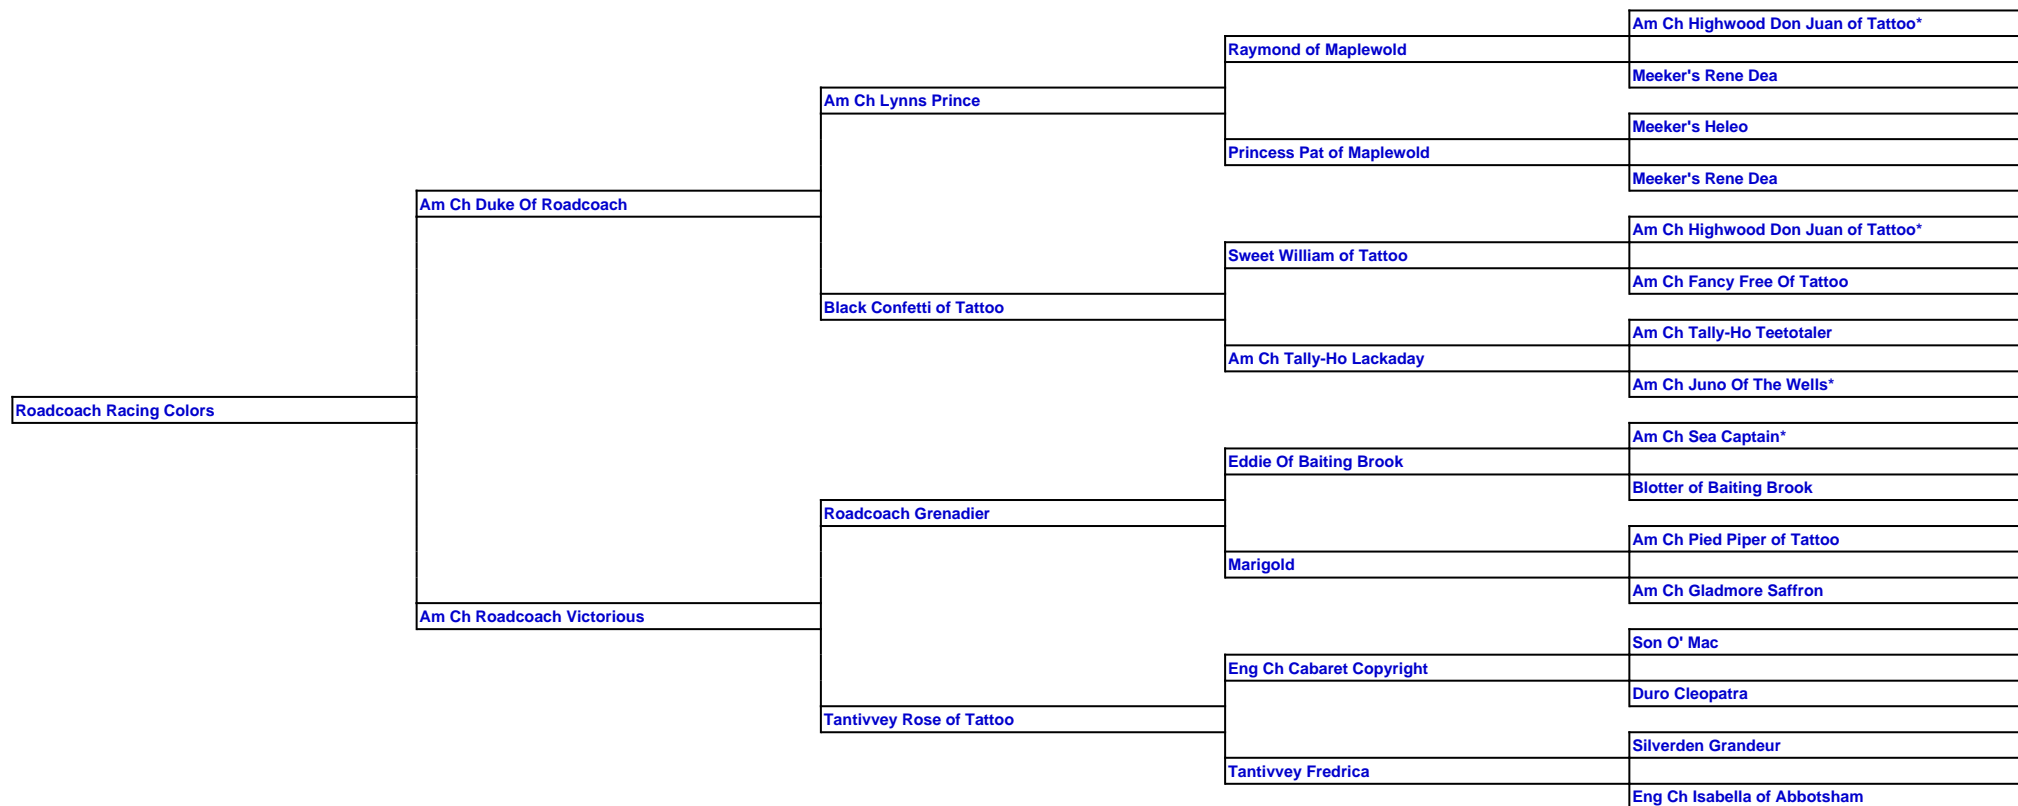 Am Ch Highwood Don Juan of Tattoo*
Raymond of Maplewold
Meeker's Rene Dea
Am Ch Lynns Prince
Meeker's Heleo
Princess Pat of Maplewold
Meeker's Rene Dea
Am Ch Duke Of Roadcoach
Am Ch Highwood Don Juan of Tattoo*
Sweet William of Tattoo
Am Ch Fancy Free Of Tattoo
Black Confetti of Tattoo
Am Ch Tally-Ho Teetotaler
Am Ch Tally-Ho Lackaday
Am Ch Juno Of The Wells*
Roadcoach Racing Colors
Am Ch Sea Captain*
Eddie Of Baiting Brook
Blotter of Baiting Brook
Roadcoach Grenadier
Am Ch Pied Piper of Tattoo
Marigold
Am Ch Gladmore Saffron
Am Ch Roadcoach Victorious
Son O' Mac
Eng Ch Cabaret Copyright
Duro Cleopatra
Tantivvey Rose of Tattoo
Silverden Grandeur
Tantivvey Fredrica
Eng Ch Isabella of Abbotsham